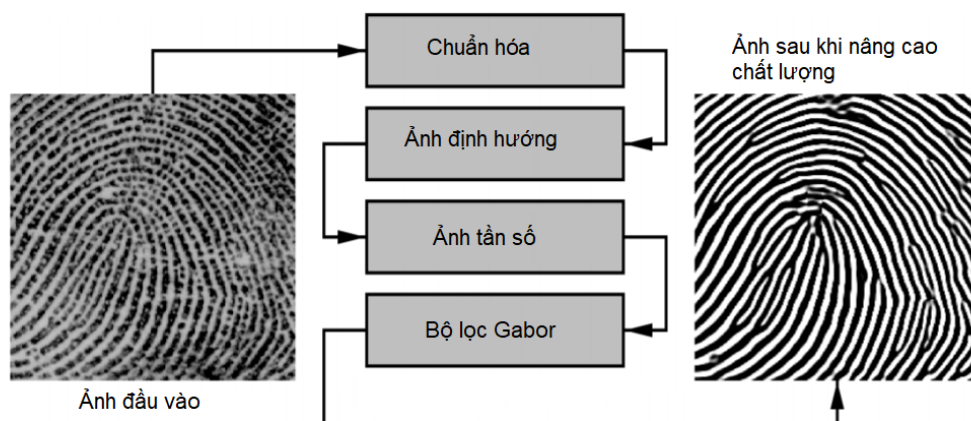 Chuẩn hóa
Ảnh định hướng
Ảnh tần số
Bộ lọc Gabor
Ảnh đầu vào
Ảnh sau khi nâng cao
chất lượng